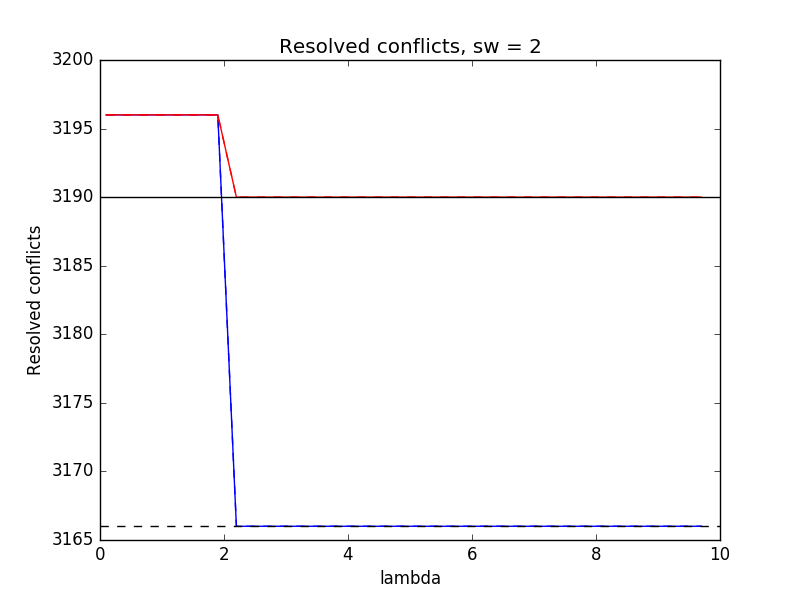 Resolved conflicts, sw = 2
3200
3195
3190
3185
3180
3175
3170
3165
Resolved conflicts
0 2 4 6 8 10
lambda